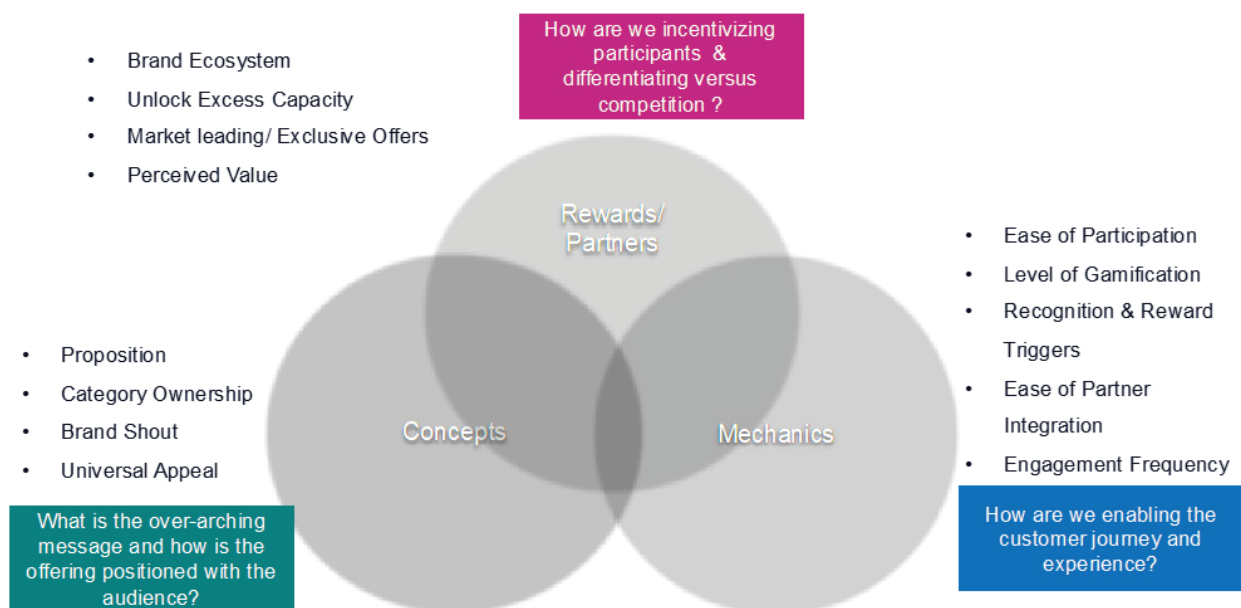 How are we incentivizing
participants & 
differentiating versus
competition ?
• Brand Ecosystem
• Unlock Excess Capacity
• Market leading/ Exclusive Offers
• Perceived Value
Rewards/
Partners
• Ease of Participation
• Level of Gamification
• Recognition & Reward
Triggers
• Ease of Partner
Integration
• Engagement Frequency
• Proposition
• Category Ownership
• Brand Shout
• Universal Appeal
Concepts
Mechanics
What is the over-arching
message and how is the
offering positioned with the
audience?
How are we enabling the
customer journey and
experience?